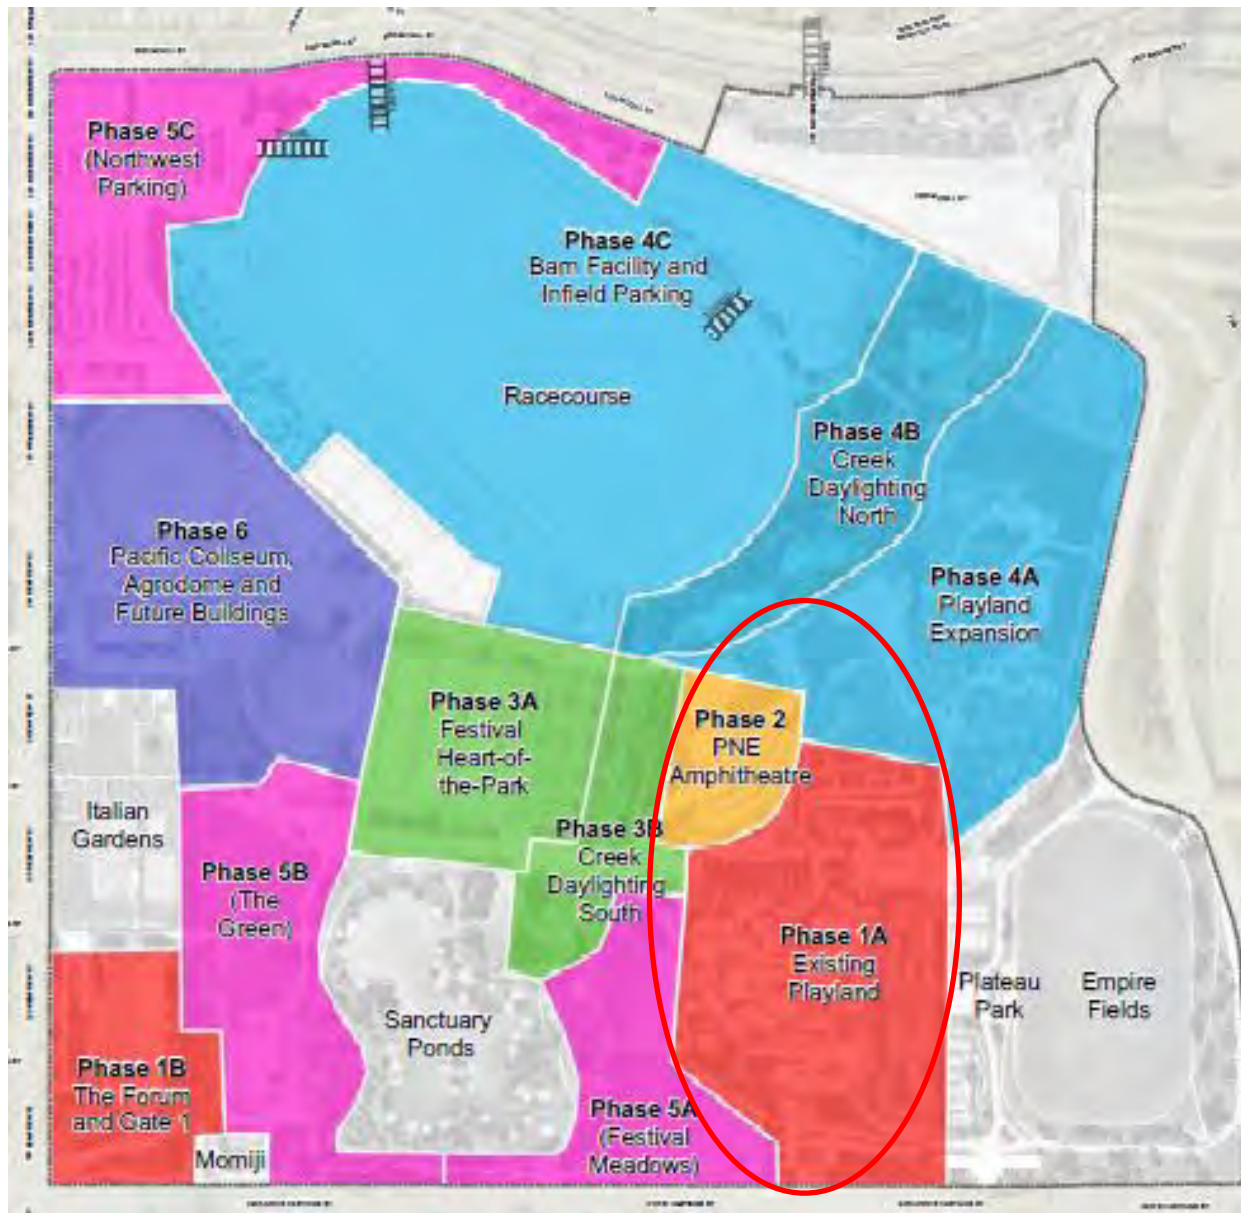 Phase 5C
(Northwest
Parking)
Phase 4C
Barn Facility and
Infield Parking
Racecourse
Phase 4B
Creek
Daylighting
North
Phase 6
Pacific Coliseum,
Agrodome and
Future Buildings
Phase 4A
Playland
Expansion
Phase 3A
Festival
Heart-of-
the-Park
Phase 2
PNE
Amphitheatre
Italian
Gardens
Phase 3B
Creek
Daylighting
South
Phase 5B
(The
Green)
Phase 1A
Existing
Playland
Plateau
Park
Empire
Fields
Sanctuary
Ponds
Phase 1B
The Forum
and Gate 1
Phase 5A
(Festival
Meadows)
Momiji